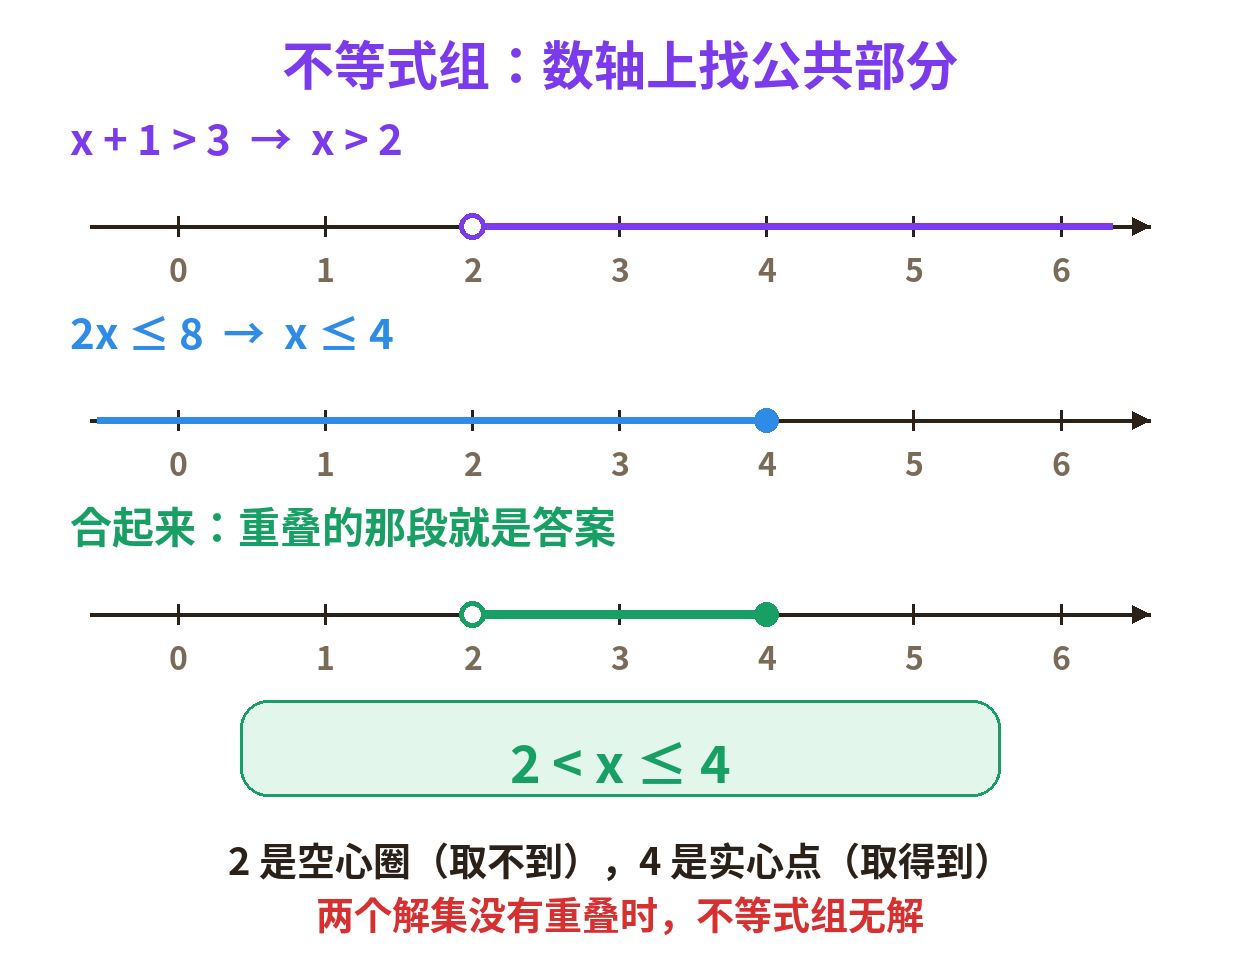 不等式组：数轴上找公共部分
x + 1 > 3 → x > 2
0 1 2 3 4 5 6
2x ≤ 8 → x ≤ 4
0 1 2 3 4 5 6
合起来：重叠的那段就是答案
0 1 2 3 4 5 6
2 < x ≤ 4
2 是空心圈（取不到），4 是实心点（取得到）
两个解集没有重叠时，不等式组无解